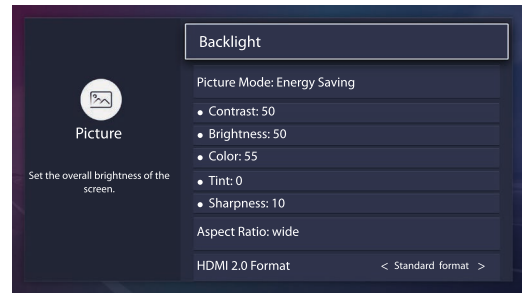 Picture
Set the overall brightness of the
screen.
Backlight
Picture Mode: Energy Saving
• Contrast: 50
• Brightness: 50
• Color: 55
• Tint: 0
• Sharpness: 10
Aspect Ratio: wide
HDMI 2.0 Format < Standard format >